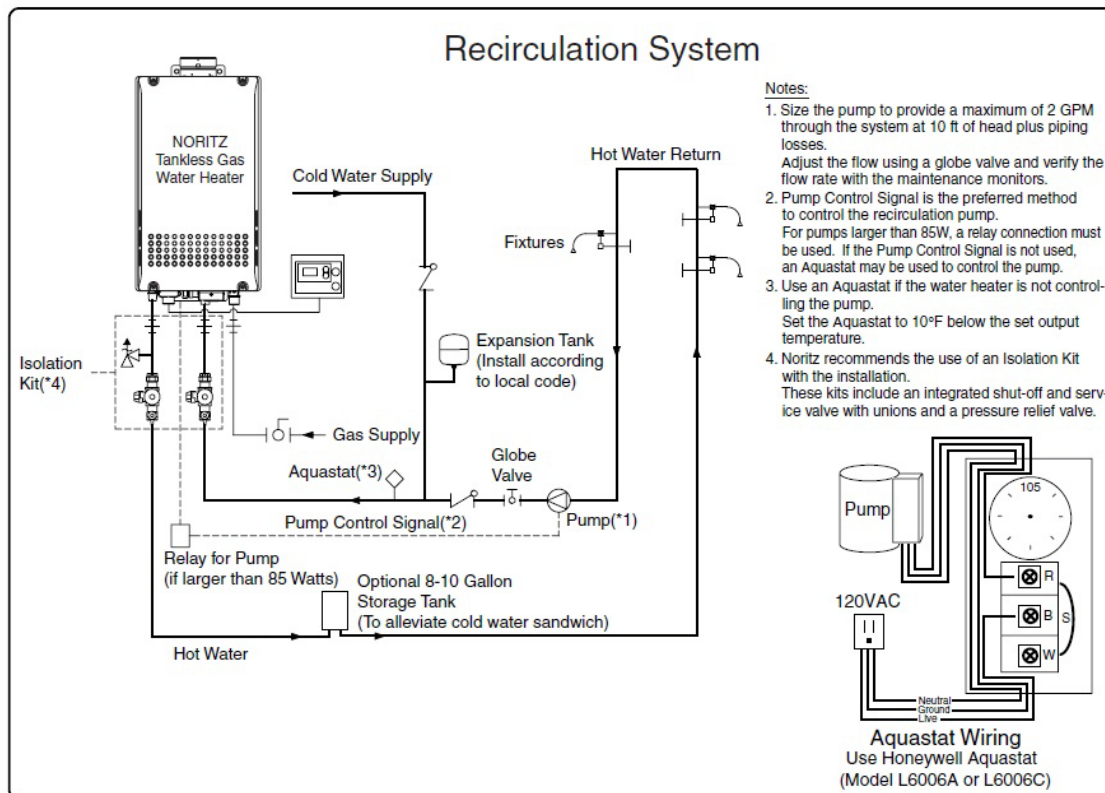 Recirculation System
NORITZ
Tankless Gas
Water Heater
Cold Water Supply
Hot Water Return
Fixtures
Expansion Tank
(Install according
to local code)
Isolation
Kit(*4)
Gas Supply
Aquastat(*3)
Globe
Valve
Pump Control Signal(*2)
Pump(*1)
Relay for Pump
(if larger than 85 Watts)
Optional 8-10 Gallon
Storage Tank
(To alleviate cold water sandwich)
Hot Water
Notes:
1. Size the pump to provide a maximum of 2 GPM
through the system at 10 ft of head plus piping
losses.
Adjust the flow using a globe valve and verify the
flow rate with the maintenance monitors.
2. Pump Control Signal is the preferred method
to control the recirculation pump.
For pumps larger than 85W, a relay connection must
be used. If the Pump Control Signal is not used,
an Aquastat may be used to control the pump.
3. Use an Aquastat if the water heater is not control-
ling the pump.
Set the Aquastat to 10°F below the set output
temperature.
4. Noritz recommends the use of an Isolation Kit
with the installation.
These kits include an integrated shut-off and serv-
ice valve with unions and a pressure relief valve.
Pump
105
R
B
S
W
120VAC
Neutral
Ground
Live
Aquastat Wiring
Use Honeywell Aquastat
(Model L6006A or L6006C)